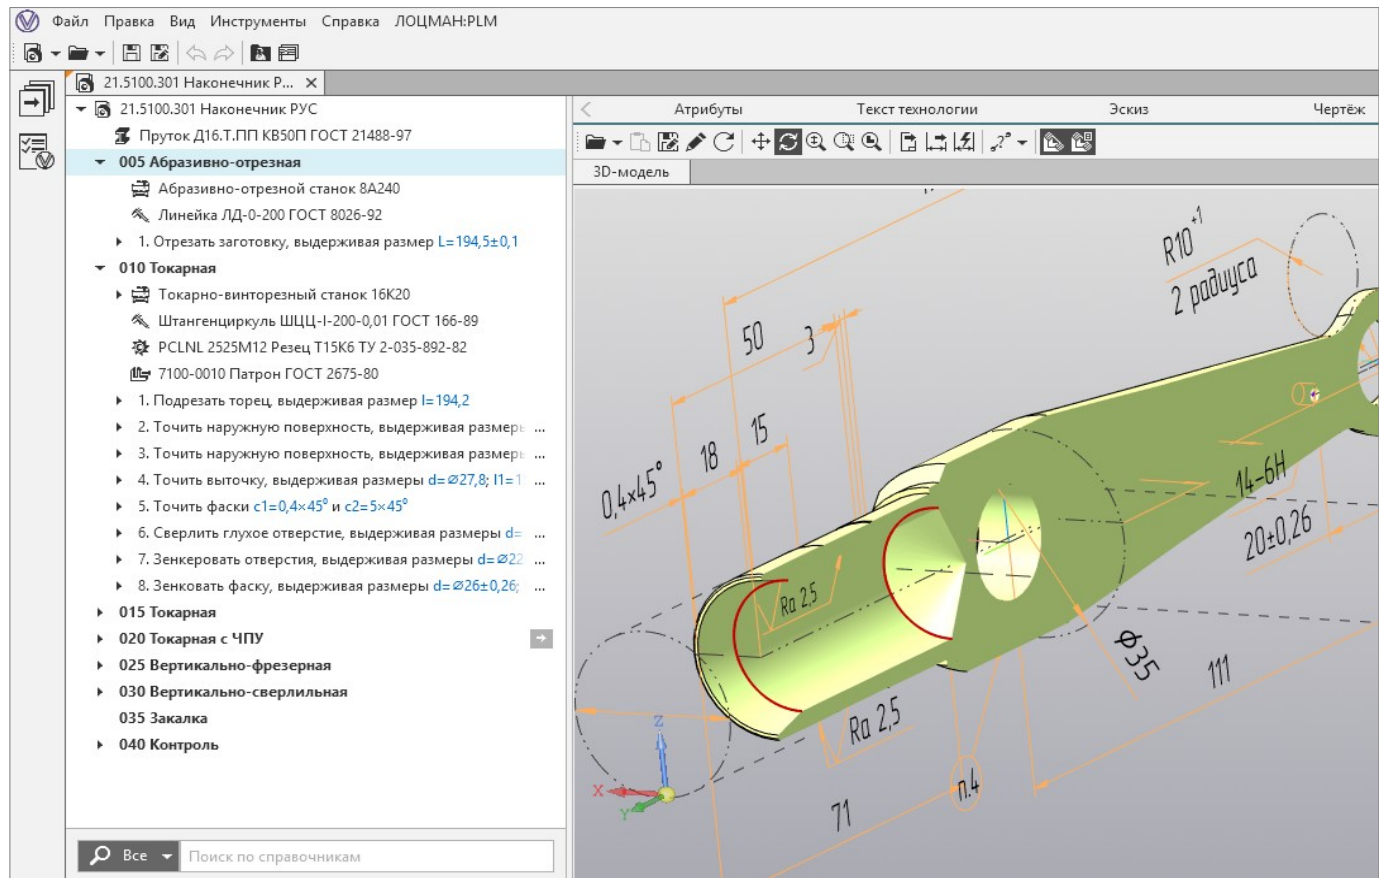 Файл Правка Вид Инструменты Справка ЛОЦМАН:PLM
21.5100.301 Наконечник Р...
21.5100.301 Наконечник РУС
Пруток Д16.Т.ПП КВ50П ГОСТ 21488-97
005 Абразивно-отрезная
Абразивно-отрезной станок 8А240
Линейка ЛД-0-200 ГОСТ 8026-92
1. Отрезать заготовку, выдерживая размер L=194,5±0,1
010 Токарная
Токарно-винторезный станок 16К20
Штангенциркуль ШЦЦ-I-200-0,01 ГОСТ 166-89
PCLNL 2525M12 Резец Т15К6 ТУ 2-035-892-82
7100-0010 Патрон ГОСТ 2675-80
1. Подрезать торец, выдерживая размер l=194,2
2. Точить наружную поверхность, выдерживая размеры ...
3. Точить наружную поверхность, выдерживая размеры ...
4. Точить выточку, выдерживая размеры d=⌀27,8; l1=1 ...
5. Точить фаски c1=0,4×45° и c2=5×45°
6. Сверлить глухое отверстие, выдерживая размеры d= ...
7. Зенкеровать отверстия, выдерживая размеры d=⌀22 ...
8. Зенковать фаску, выдерживая размеры d=⌀26±0,26; ...
015 Токарная
020 Токарная с ЧПУ
025 Вертикально-фрезерная
030 Вертикально-сверлильная
035 Закалка
040 Контроль
Все
Поиск по справочникам
Атрибуты Текст технологии Эскиз Чертёж
3D-модель
R10 +1
2 радиуса
50
3
15
18
0,4×45°
14-6H
20±0,26
Ra 2,5
Φ35
111
Ra 2,5
Z
X
Y
п.4
71